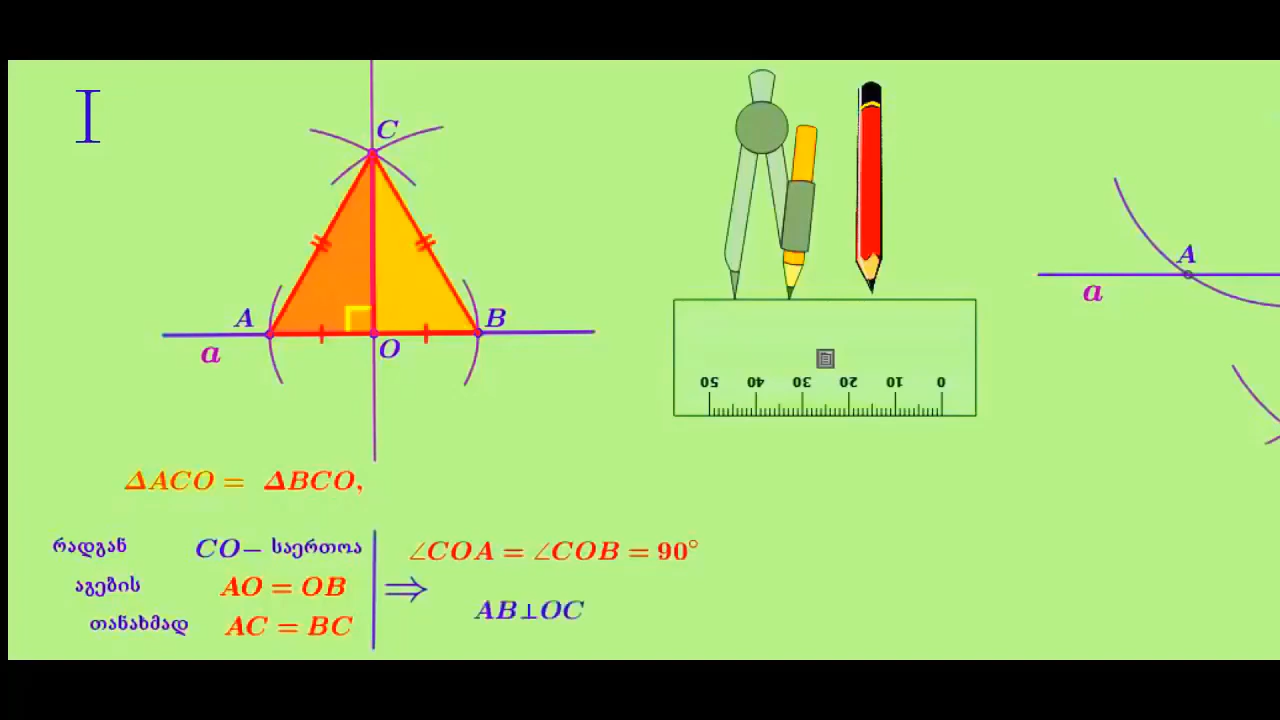 I
C
A
B
O
a
50 40 30 20 10 0
A
a
ΔACO = ΔBCO,
რადგან CO− საერთოა
აგების AO = OB
თანახმად AC = BC
⇒
∠COA = ∠COB = 90°
AB⊥OC